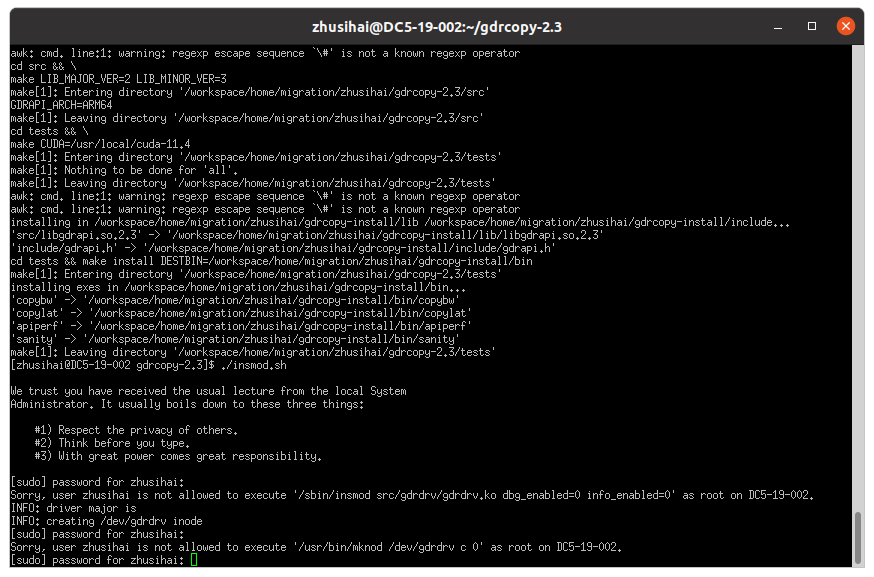 zhusihai@DC5-19-002:~/gdrcopy-2.3
awk: cmd. line:1: warning: regexp escape sequence `\#' is not a known regexp operator
cd src && \
make LIB_MAJOR_VER=2 LIB_MINOR_VER=3
make[1]: Entering directory '/workspace/home/migration/zhusihai/gdrcopy-2.3/src'
GDRAPI_ARCH=ARM64
make[1]: Leaving directory '/workspace/home/migration/zhusihai/gdrcopy-2.3/src'
cd tests && \
make CUDA=/usr/local/cuda-11.4
make[1]: Entering directory '/workspace/home/migration/zhusihai/gdrcopy-2.3/tests'
make[1]: Nothing to be done for 'all'.
make[1]: Leaving directory '/workspace/home/migration/zhusihai/gdrcopy-2.3/tests'
awk: cmd. line:1: warning: regexp escape sequence `\#' is not a known regexp operator
awk: cmd. line:1: warning: regexp escape sequence `\#' is not a known regexp operator
installing in /workspace/home/migration/zhusihai/gdrcopy-install/lib /workspace/home/migration/zhusihai/gdrcopy-install/include...
'src/libgdrapi.so.2.3' -> '/workspace/home/migration/zhusihai/gdrcopy-install/lib/libgdrapi.so.2.3'
'include/gdrapi.h' -> '/workspace/home/migration/zhusihai/gdrcopy-install/include/gdrapi.h'
cd tests && make install DESTBIN=/workspace/home/migration/zhusihai/gdrcopy-install/bin
make[1]: Entering directory '/workspace/home/migration/zhusihai/gdrcopy-2.3/tests'
installing exes in /workspace/home/migration/zhusihai/gdrcopy-install/bin...
'copybw' -> '/workspace/home/migration/zhusihai/gdrcopy-install/bin/copybw'
'copylat' -> '/workspace/home/migration/zhusihai/gdrcopy-install/bin/copylat'
'apiperf' -> '/workspace/home/migration/zhusihai/gdrcopy-install/bin/apiperf'
'sanity' -> '/workspace/home/migration/zhusihai/gdrcopy-install/bin/sanity'
make[1]: Leaving directory '/workspace/home/migration/zhusihai/gdrcopy-2.3/tests'
[zhusihai@DC5-19-002 gdrcopy-2.3]$ ./insmod.sh
We trust you have received the usual lecture from the local System
Administrator. It usually boils down to these three things:
#1) Respect the privacy of others.
#2) Think before you type.
#3) With great power comes great responsibility.
[sudo] password for zhusihai:
Sorry, user zhusihai is not allowed to execute '/sbin/insmod src/gdrdrv/gdrdrv.ko dbg_enabled=0 info_enabled=0' as root on DC5-19-002.
INFO: driver major is
INFO: creating /dev/gdrdrv inode
[sudo] password for zhusihai:
Sorry, user zhusihai is not allowed to execute '/usr/bin/mknod /dev/gdrdrv c 0' as root on DC5-19-002.
[sudo] password for zhusihai: